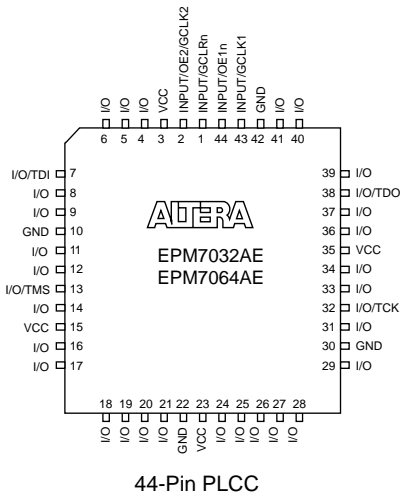 I/O I/O I/O VCC INPUT/OE2/GCLK2 INPUT/GCLRn INPUT/OE1n INPUT/GCLK1 GND I/O I/O
6 5 4 3 2 1 44 43 42 41 40
I/O/TDI 7
I/O 8
I/O 9
GND 10
I/O 11
I/O 12
I/O/TMS 13
I/O 14
VCC 15
I/O 16
I/O 17
ALTERA
EPM7032AE
EPM7064AE
39 I/O
38 I/O/TDO
37 I/O
36 I/O
35 VCC
34 I/O
33 I/O
32 I/O/TCK
31 I/O
30 GND
29 I/O
18 19 20 21 22 23 24 25 26 27 28
I/O I/O I/O I/O GND VCC I/O I/O I/O I/O I/O
44-Pin PLCC